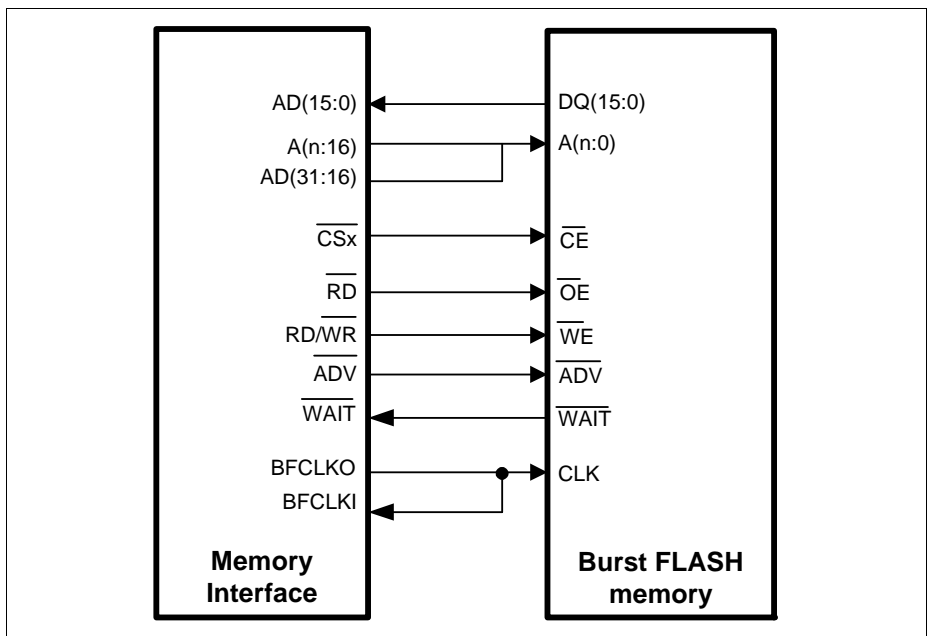 AD(15:0)
DQ(15:0)
A(n:16)
A(n:0)
AD(31:16)
CSx
CE
RD
OE
RD/WR
WE
ADV
ADV
WAIT
WAIT
BFCLKO
CLK
BFCLKI
Memory
Interface
Burst FLASH
memory